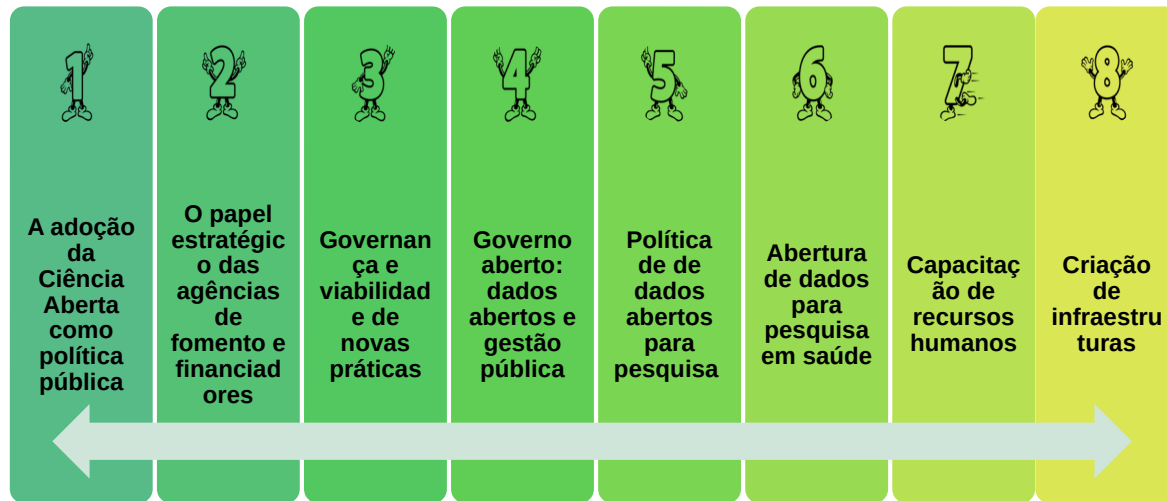 1
A adoção
da
Ciência
Aberta
como
política
pública
2
O papel
estratégic
o das
agências
de
fomento e
financiad
ores
3
Governan
ça e
viabilidad
e de
novas
práticas
4
Governo
aberto:
dados
abertos e
gestão
pública
5
Política
de de
dados
abertos
para
pesquisa
6
Abertura
de dados
para
pesquisa
em saúde
7
Capacitaç
ão de
recursos
humanos
8
Criação
de
infraestru
turas